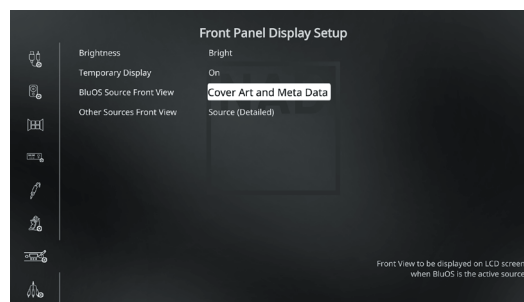 Front Panel Display Setup
Brightness Bright
Temporary Display On
BluOS Source Front View Cover Art and Meta Data
Other Sources Front View Source (Detailed)
Front View to be displayed on LCD screen
when BluOS is the active source